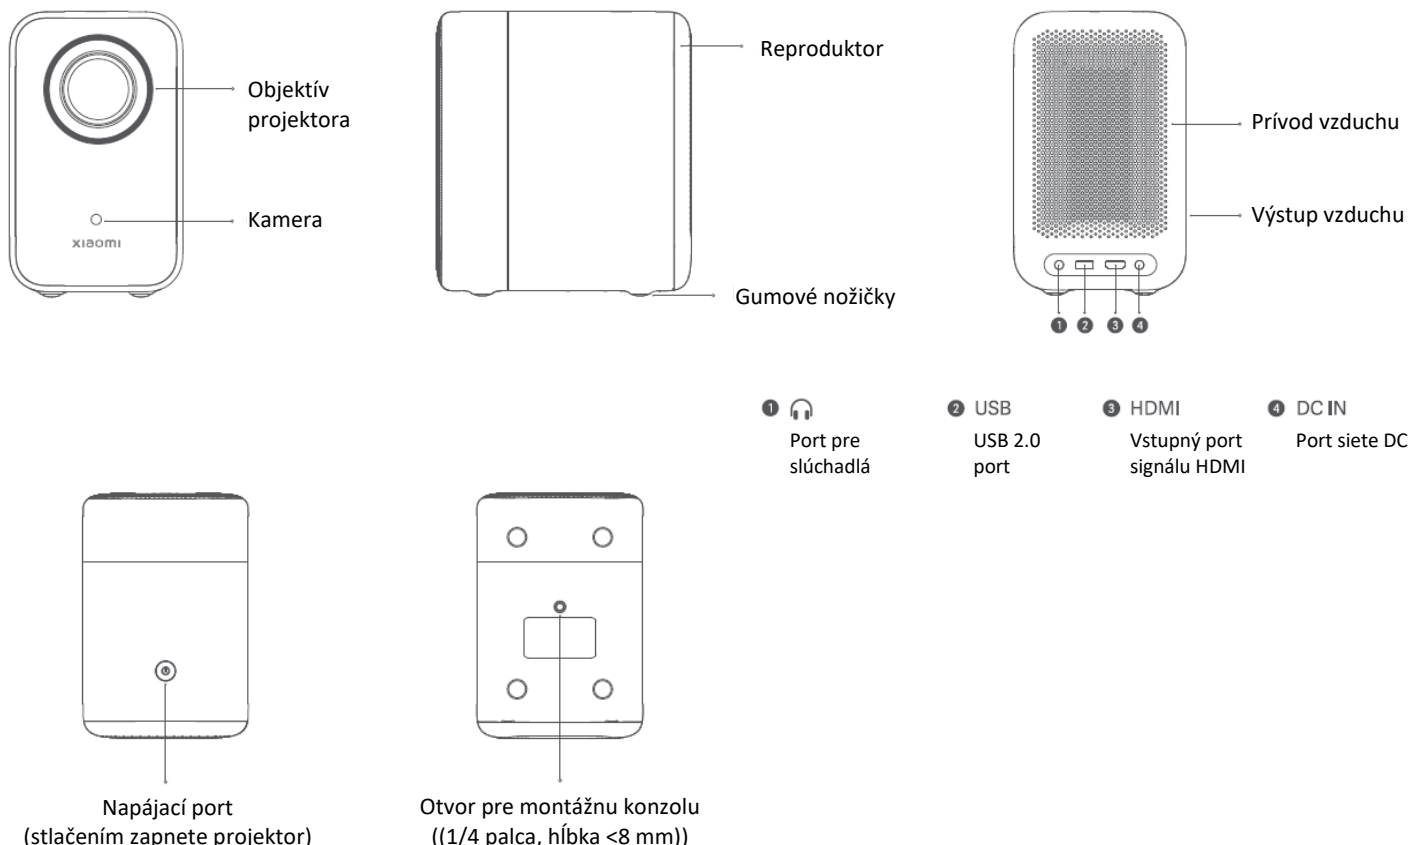 Objektív
projektora
Kamera
xiaomi
Reproduktor
Gumové nožičky
Prívod vzduchu
Výstup vzduchu
1 2 3 4
1
Port pre
slúchadlá
2 USB
USB 2.0
port
3 HDMI
Vstupný port
signálu HDMI
4 DC IN
Port siete DC
Napájací port
(stlačením zapnete projektor)
Otvor pre montážnu konzolu
((1/4 palca, hĺbka <8 mm))